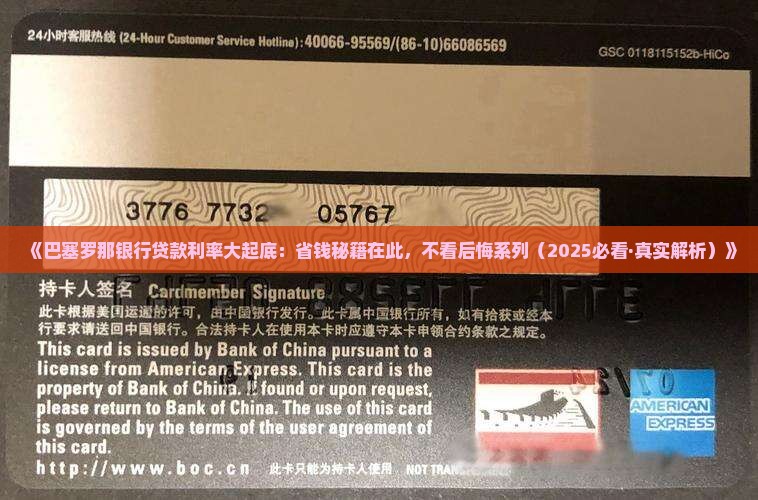 24小时客服热线 (24-Hour Customer Service Hotline):40066-95569/(86-10)66086569
GSC 0118115152b-HiCo
3776 7732 05767
《巴塞罗那银行贷款利率大起底：省钱秘籍在此，不看后悔系列（2025必看·真实解析）》
持卡人签名 Cardmember Signature
此卡根据美国运通的许可，由中国银行发行。此卡属中国银行所有，如有拾获或经本
行要求请送回中国银行。合法持卡人在使用本卡时应遵守本卡申领合约条款之规定。
This card is issued by Bank of China pursuant to a
license from American Express. This card is the
property of Bank of China. If found or upon request,
please return to Bank of China. The use of this card
is governed by the terms of the user agreement of
this card.
http://www.boc.cn 此卡只能为持卡人使用 NOT
AMERICAN
EXPRESS